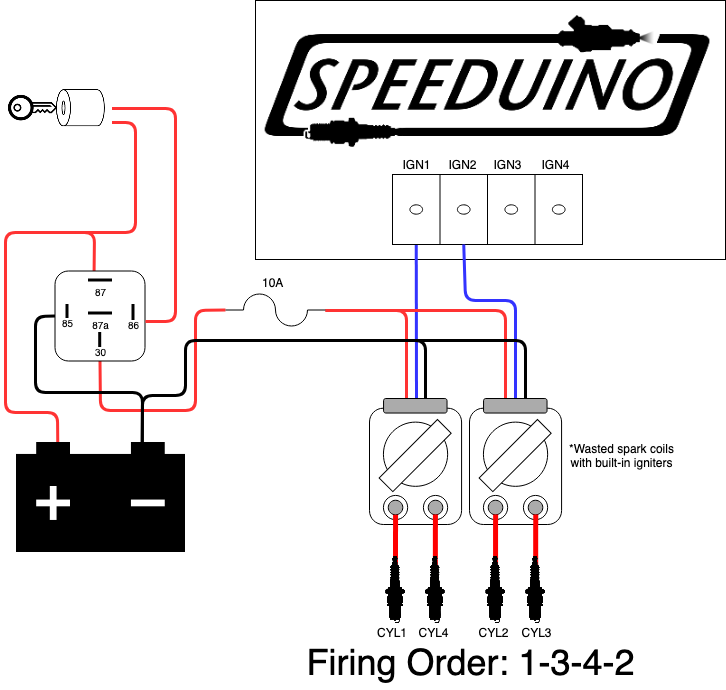 SPEEDUINO
IGN1 IGN2 IGN3 IGN4
10A
87
85 87a 86
30
+ −
*Wasted spark coils
with built-in igniters
CYL1 CYL4 CYL2 CYL3
Firing Order: 1-3-4-2